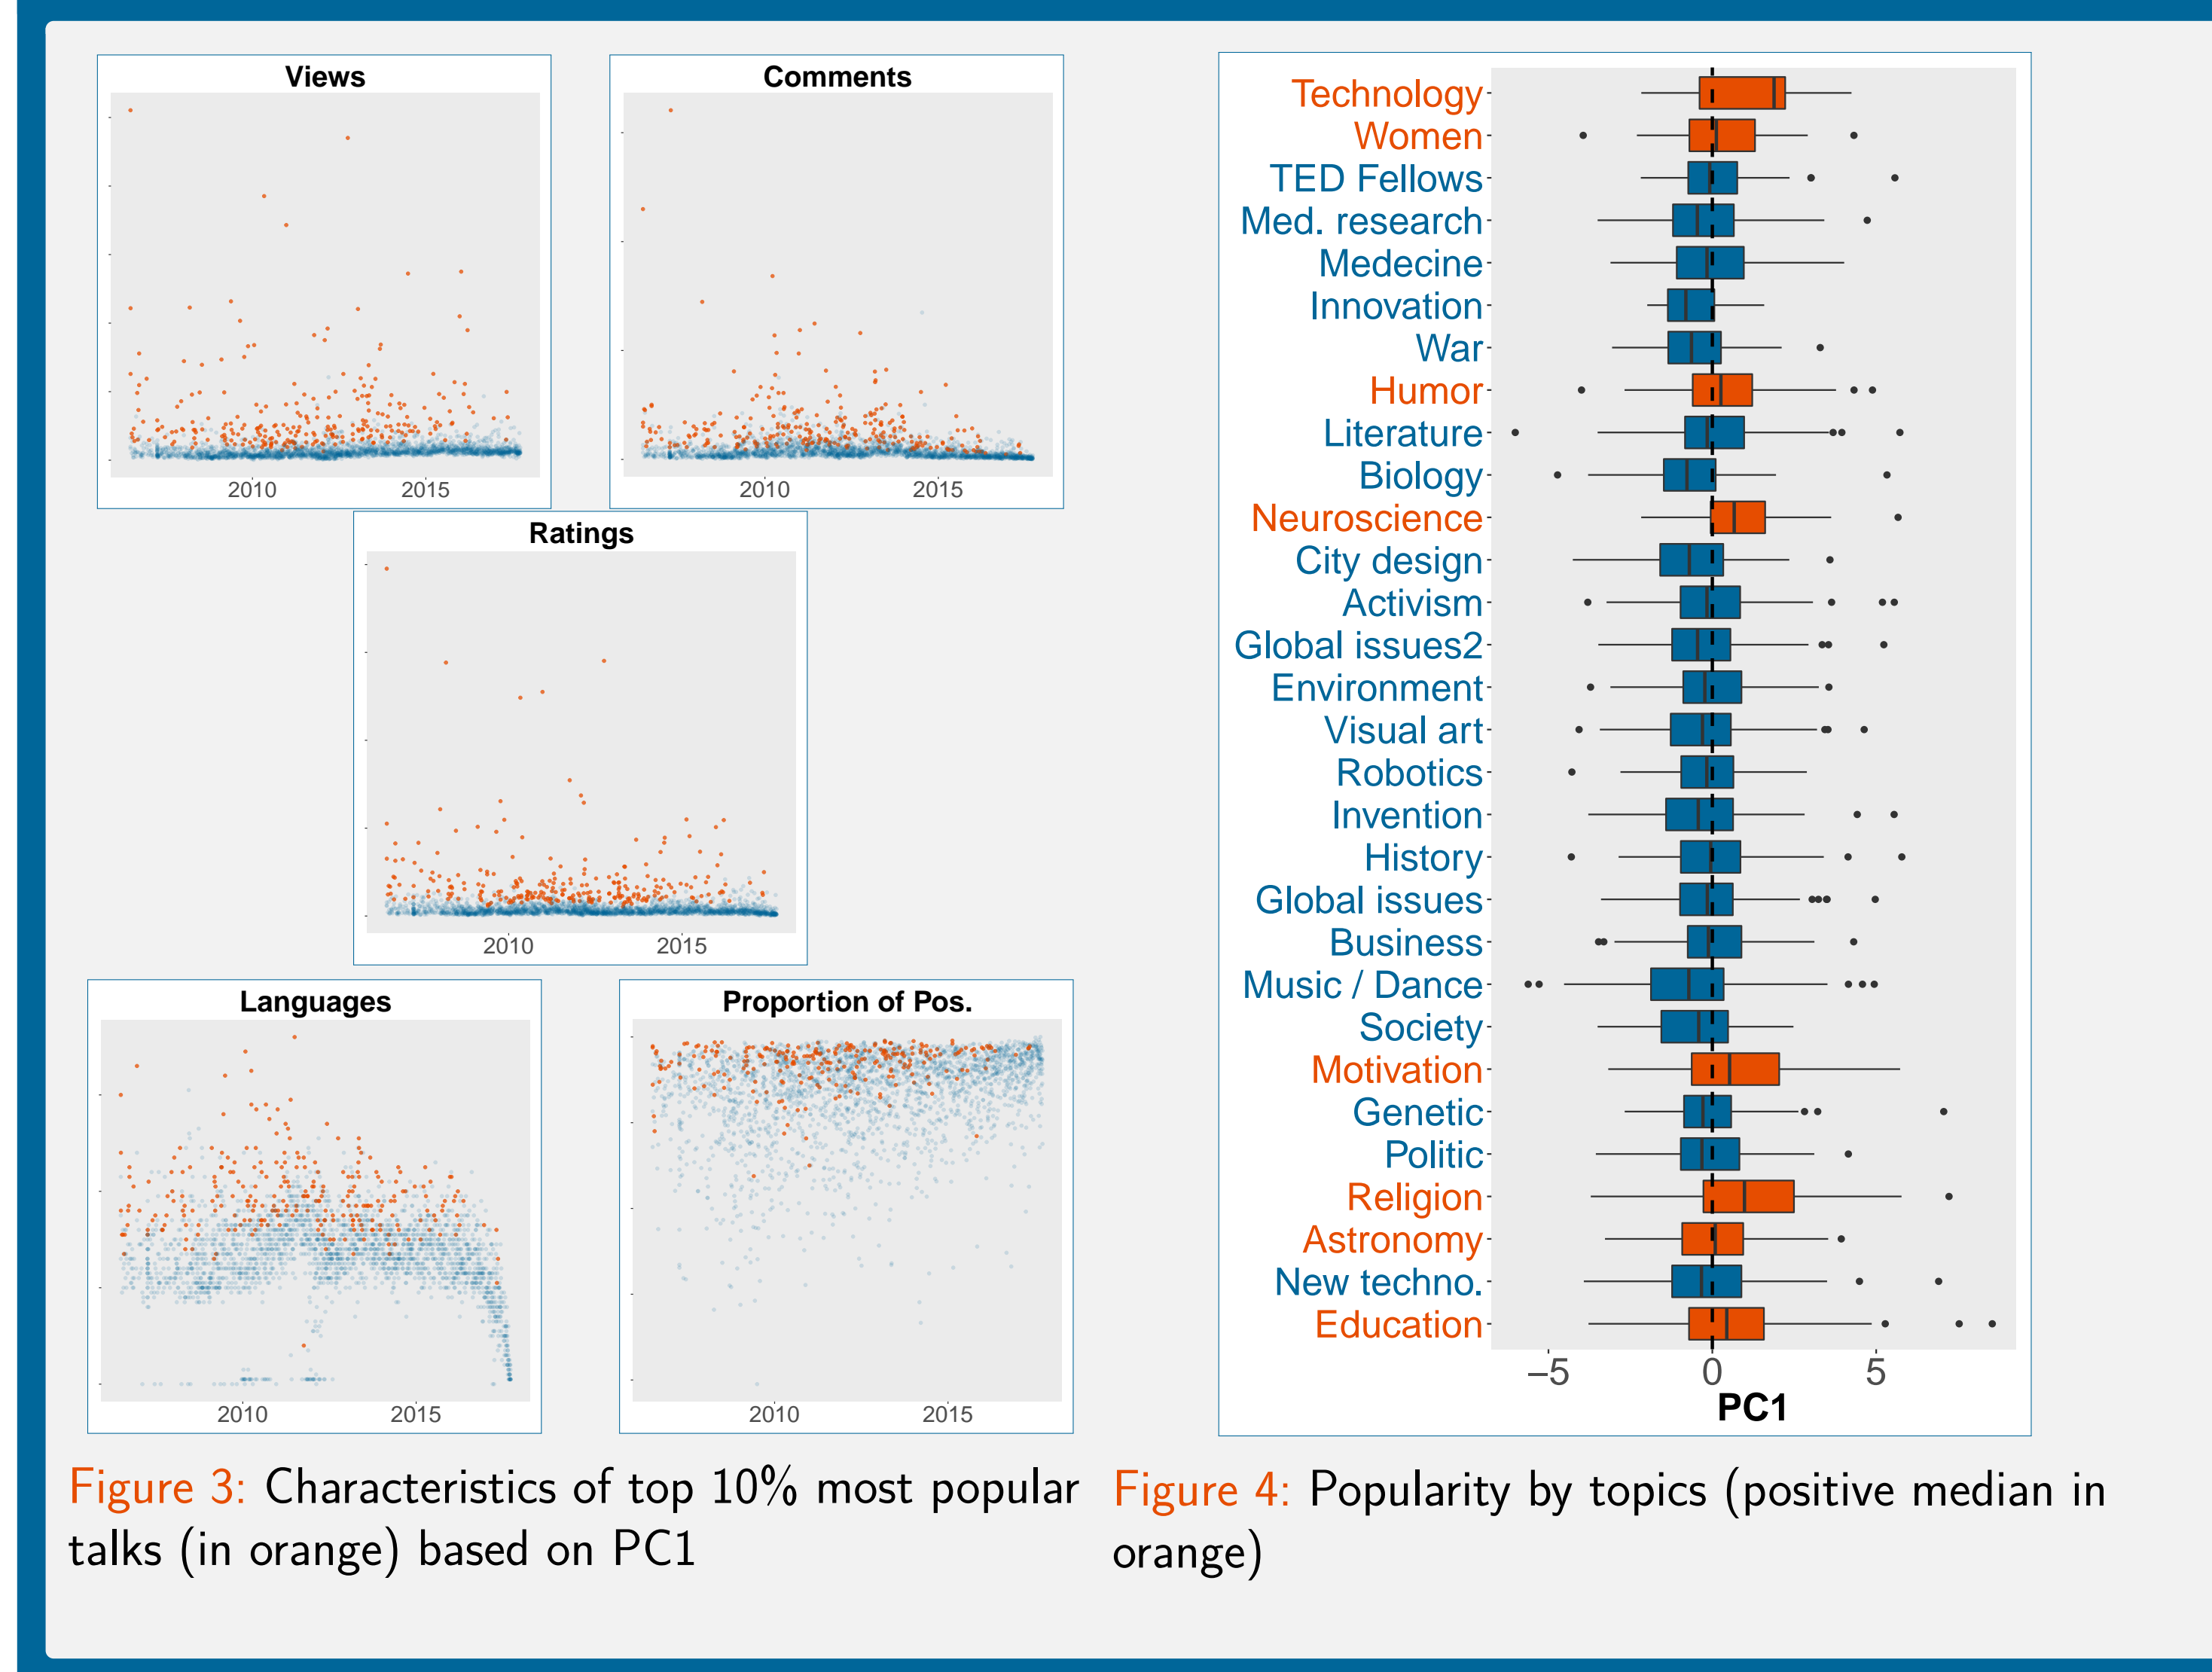 Views
2010 2015
Comments
2010 2015
Ratings
2010 2015
Languages
2010 2015
Proportion of Pos.
2010 2015
Figure 3: Characteristics of top 10% most popular
talks (in orange) based on PC1
Technology
Women
TED Fellows
Med. research
Medecine
Innovation
War
Humor
Literature
Biology
Neuroscience
City design
Activism
Global issues2
Environment
Visual art
Robotics
Invention
History
Global issues
Business
Music / Dance
Society
Motivation
Genetic
Politic
Religion
Astronomy
New techno.
Education
−5 0 5
PC1
Figure 4: Popularity by topics (positive median in
orange)